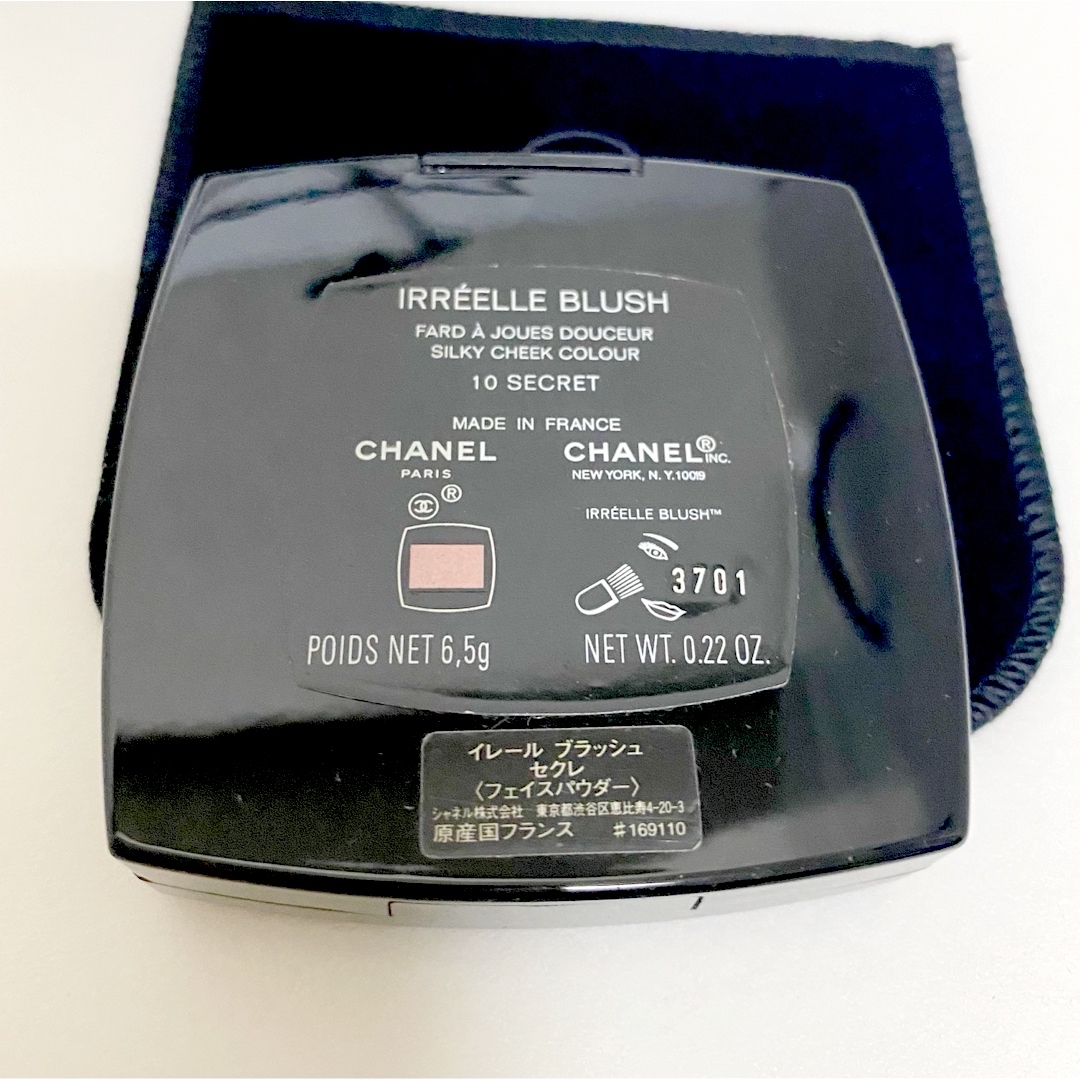 IRRÉELLE BLUSH
FARD À JOUES DOUCEUR
SILKY CHEEK COLOUR
10 SECRET
MADE IN FRANCE
CHANEL
PARIS
®
CHANEL® INC.
NEW YORK, N. Y. 10019
IRRÉELLE BLUSH™
3701
POIDS NET 6,5g
NET WT. 0.22 OZ.
イレール ブラッシュ
セクレ
〈フェイスパウダー〉
シャネル株式会社 東京都渋谷区恵比寿4-20-3
原産国フランス #169110